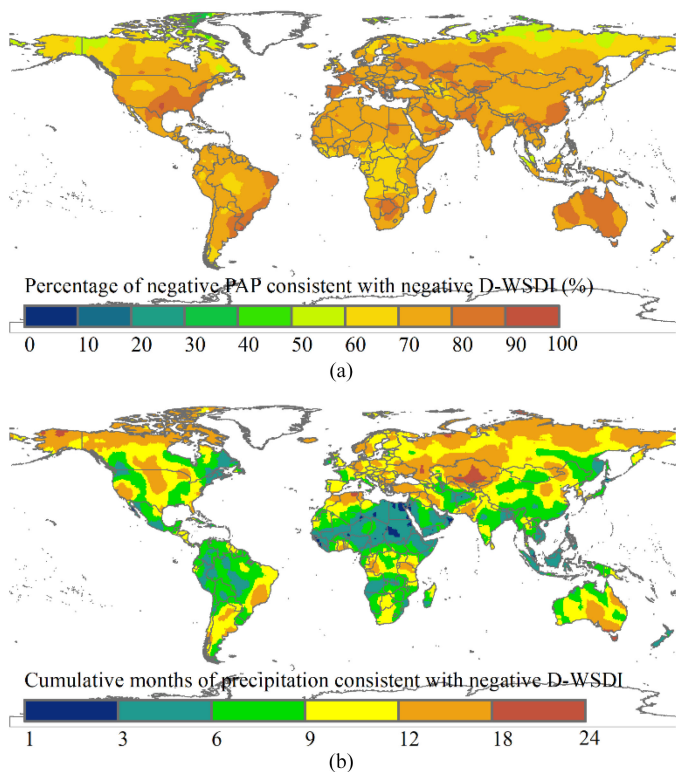 Percentage of negative PAP consistent with negative D-WSDI (%)
0 10 20 30 40 50 60 70 80 90 100
(a)
Cumulative months of precipitation consistent with negative D-WSDI
1 3 6 9 12 18 24
(b)